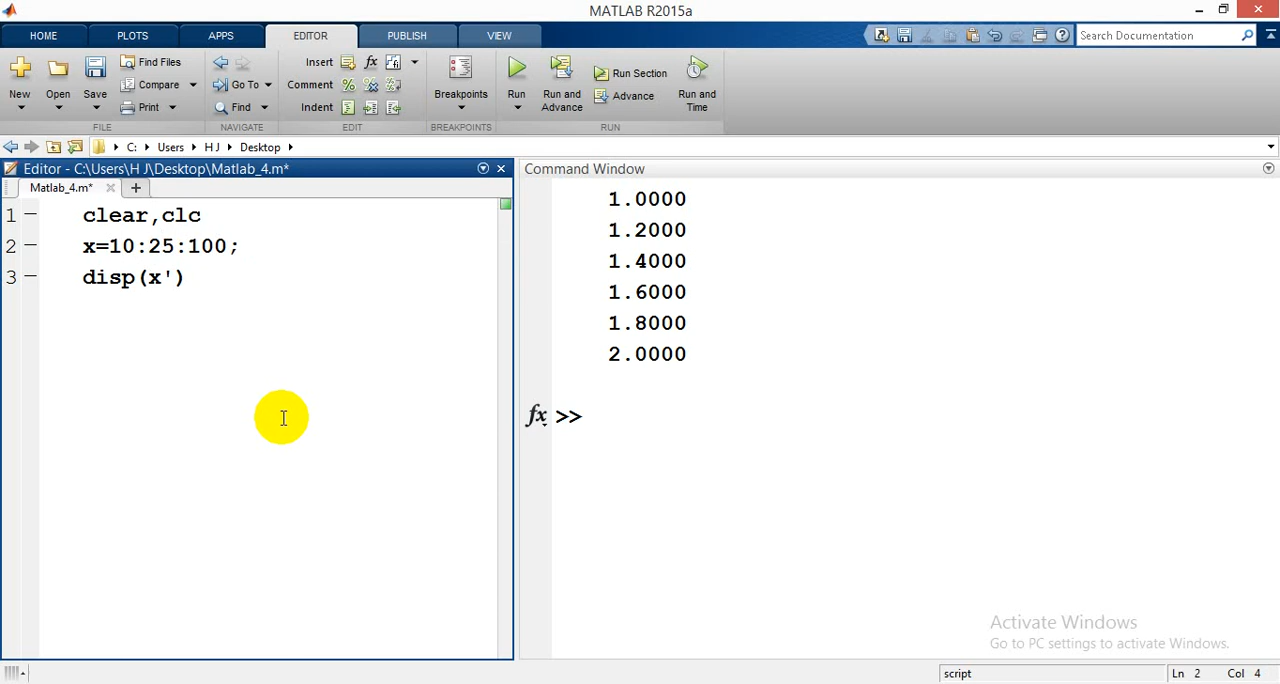 MATLAB R2015a
HOME PLOTS APPS EDITOR PUBLISH VIEW
Search Documentation
New Open Save
Find Files
Compare
Print
FILE
Go To
Find
NAVIGATE
Insert
Comment
Indent
fx
EDIT
Breakpoints
BREAKPOINTS
Run
Run and Advance
Run Section
Advance
Run and Time
RUN
C: Users H J Desktop
Editor - C:\Users\H J\Desktop\Matlab_4.m*
Matlab_4.m*
1 clear,clc
2 x=10:25:100;
3 disp(x')
Command Window
1.0000
1.2000
1.4000
1.6000
1.8000
2.0000
fx >>
Activate Windows
Go to PC settings to activate Windows.
script Ln 2 Col 4